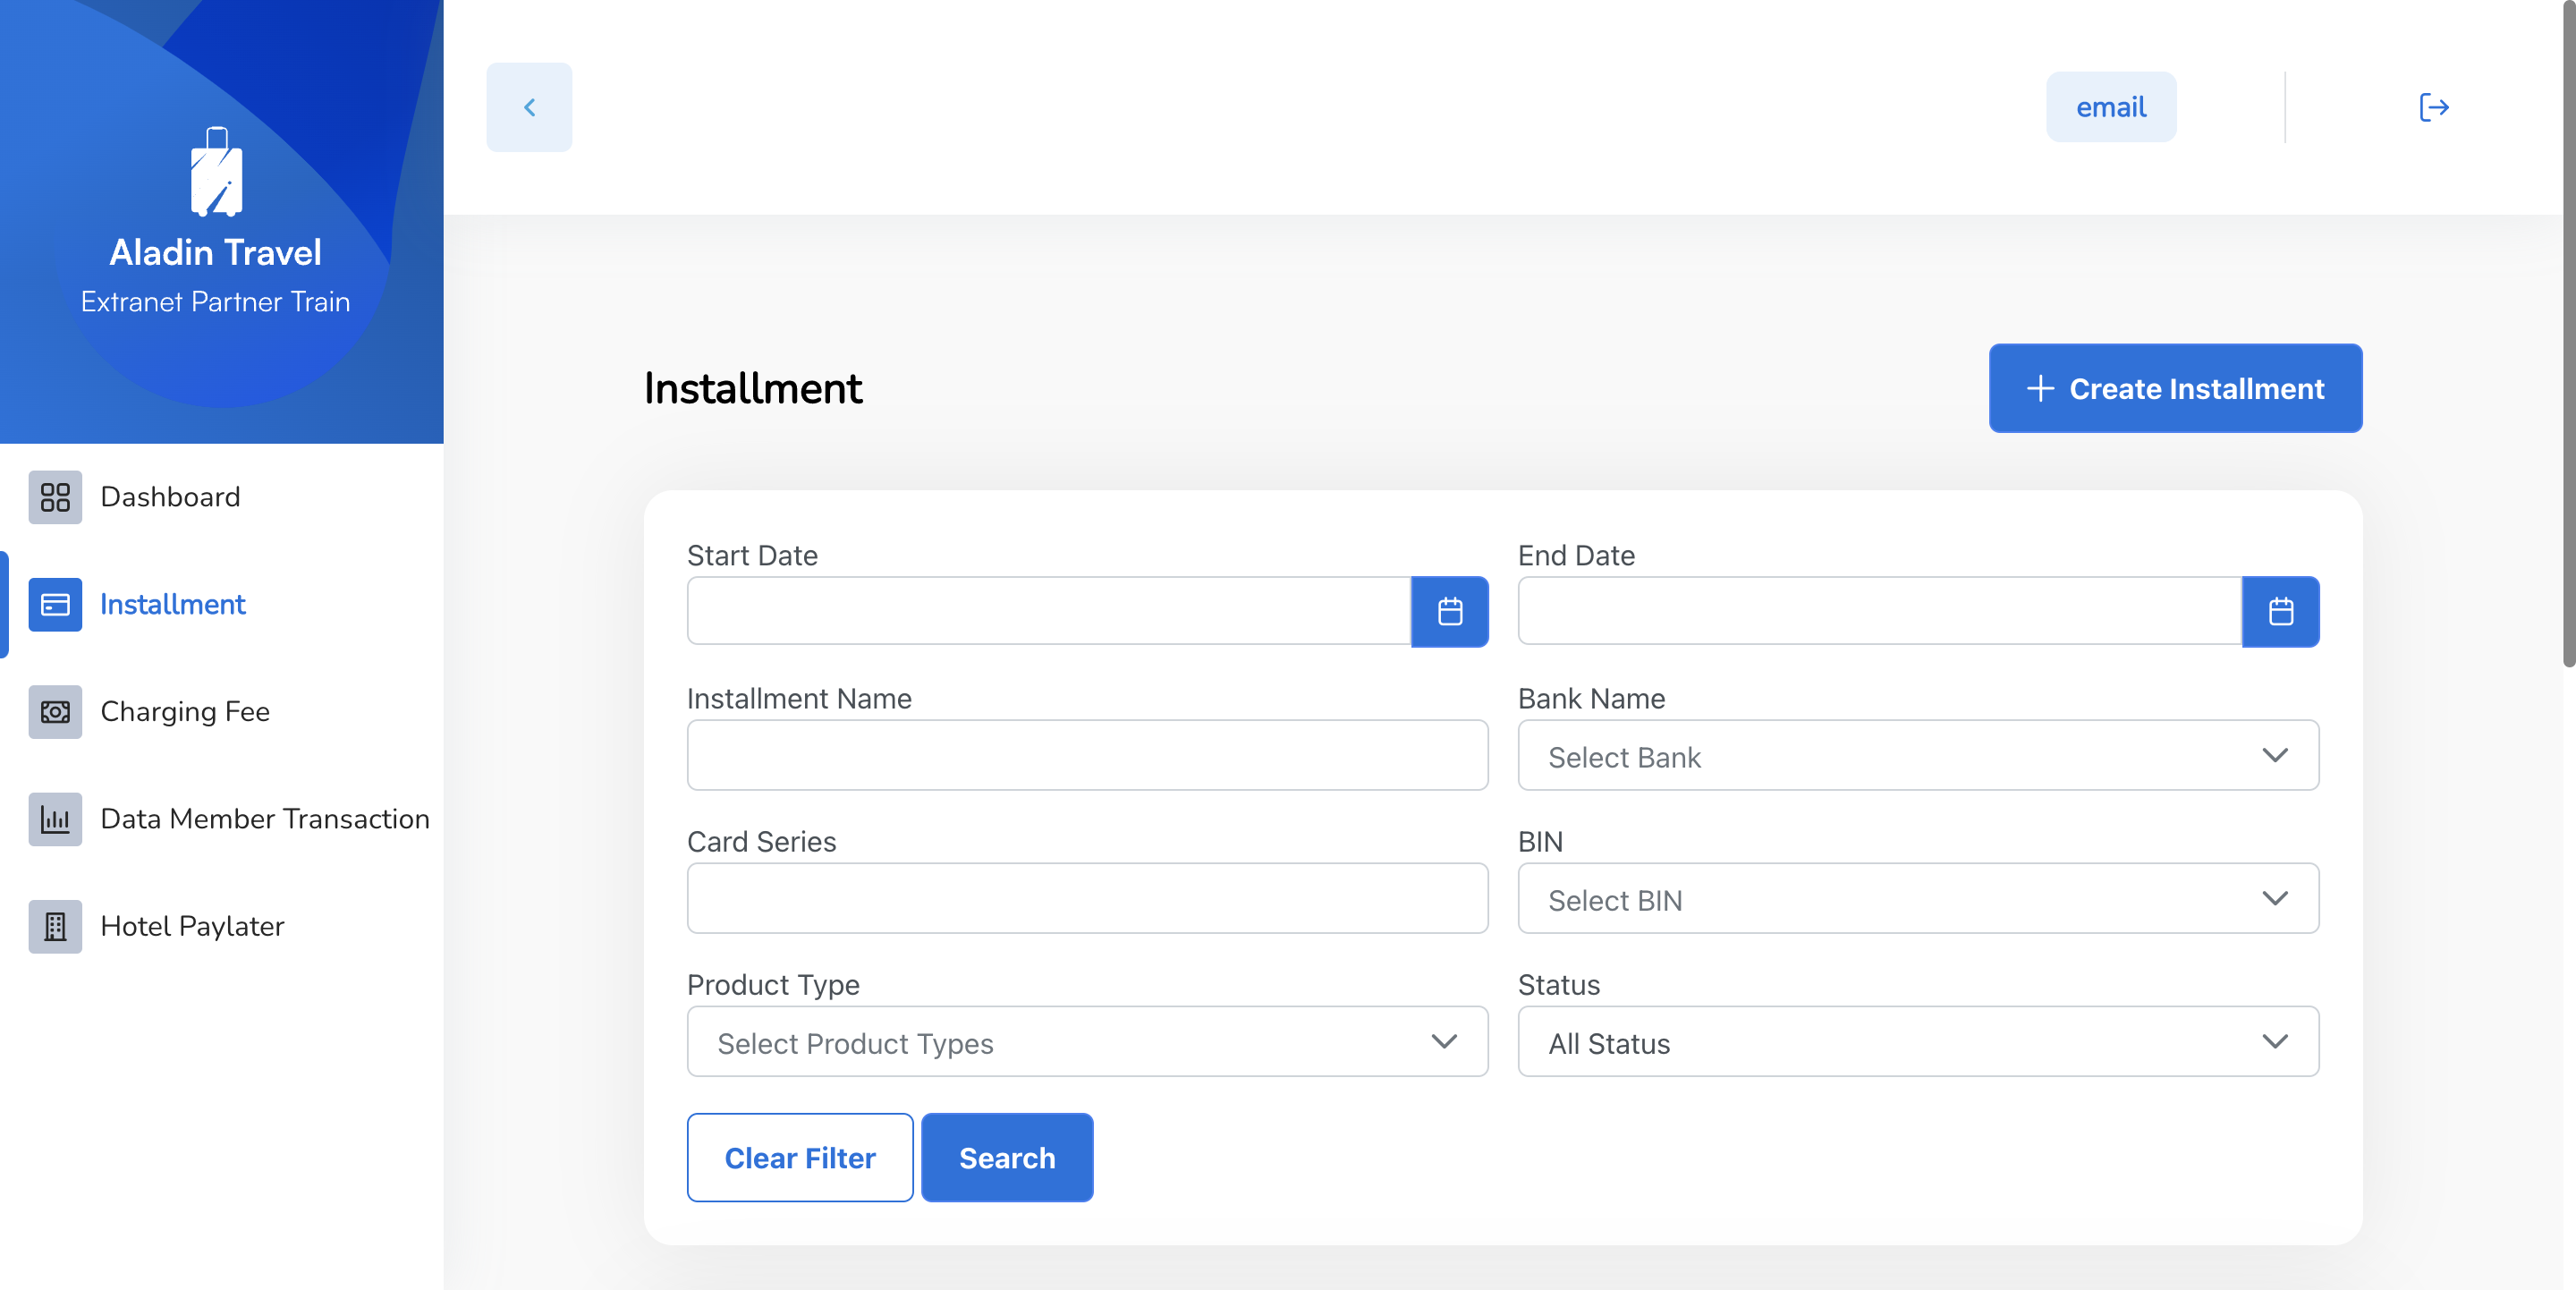 Aladin Travel
Extranet Partner Train
Dashboard
Installment
Charging Fee
Data Member Transaction
Hotel Paylater
email
Installment
Create Installment
Start Date
End Date
Installment Name
Bank Name
Select Bank
Card Series
BIN
Select BIN
Product Type
Status
Select Product Types
All Status
Clear Filter
Search